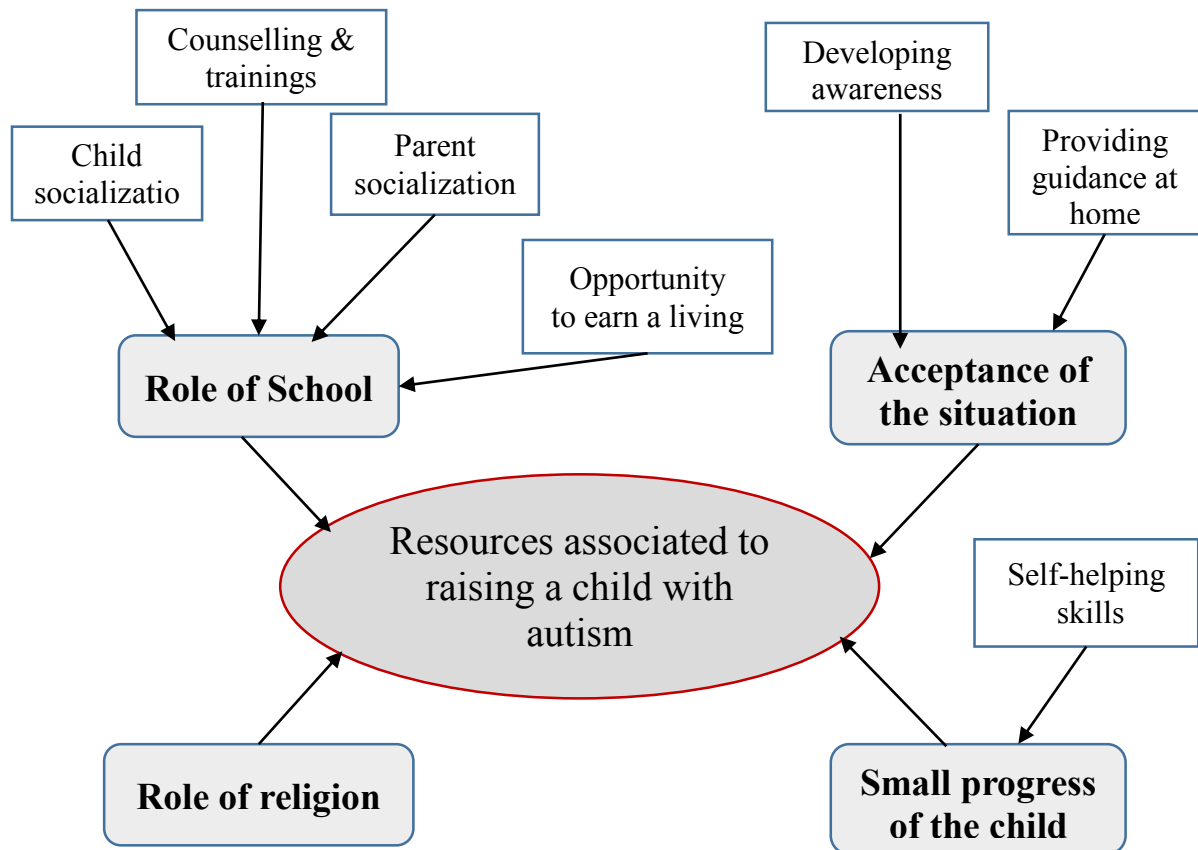 Counselling &
trainings
Developing
awareness
Child
socializatio
Parent
socialization
Providing
guidance at
home
Opportunity
to earn a living
Role of School
Acceptance of
the situation
Resources associated to
raising a child with
autism
Self-helping
skills
Role of religion
Small progress
of the child